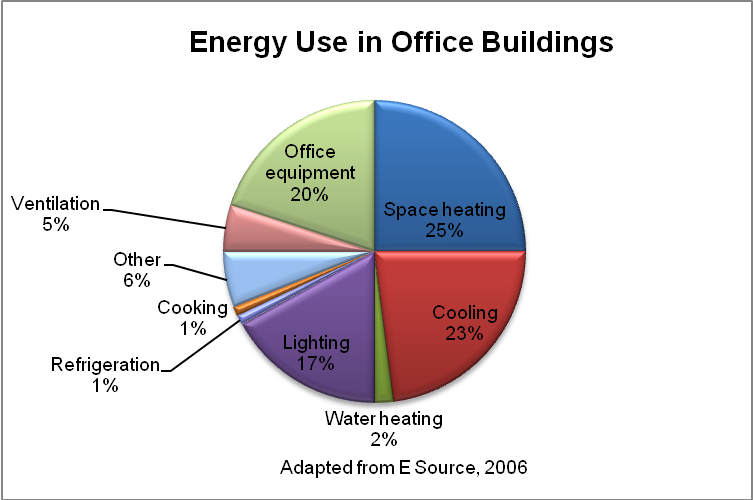 Energy Use in Office Buildings
Office
equipment
20%
Space heating
25%
Ventilation
5%
Other
6%
Cooking
1%
Refrigeration
1%
Lighting
17%
Cooling
23%
Water heating
2%
Adapted from E Source, 2006